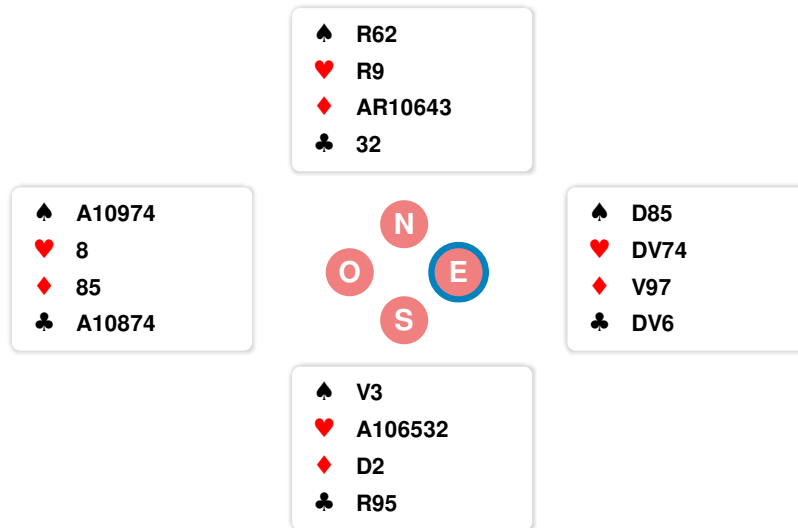 ♠ R62
♥ R9
♦ AR10643
♣ 32
♠ A10974
♥ 8
♦ 85
♣ A10874
N
O E
S
♠ D85
♥ DV74
♦ V97
♣ DV6
♠ V3
♥ A106532
♦ D2
♣ R95